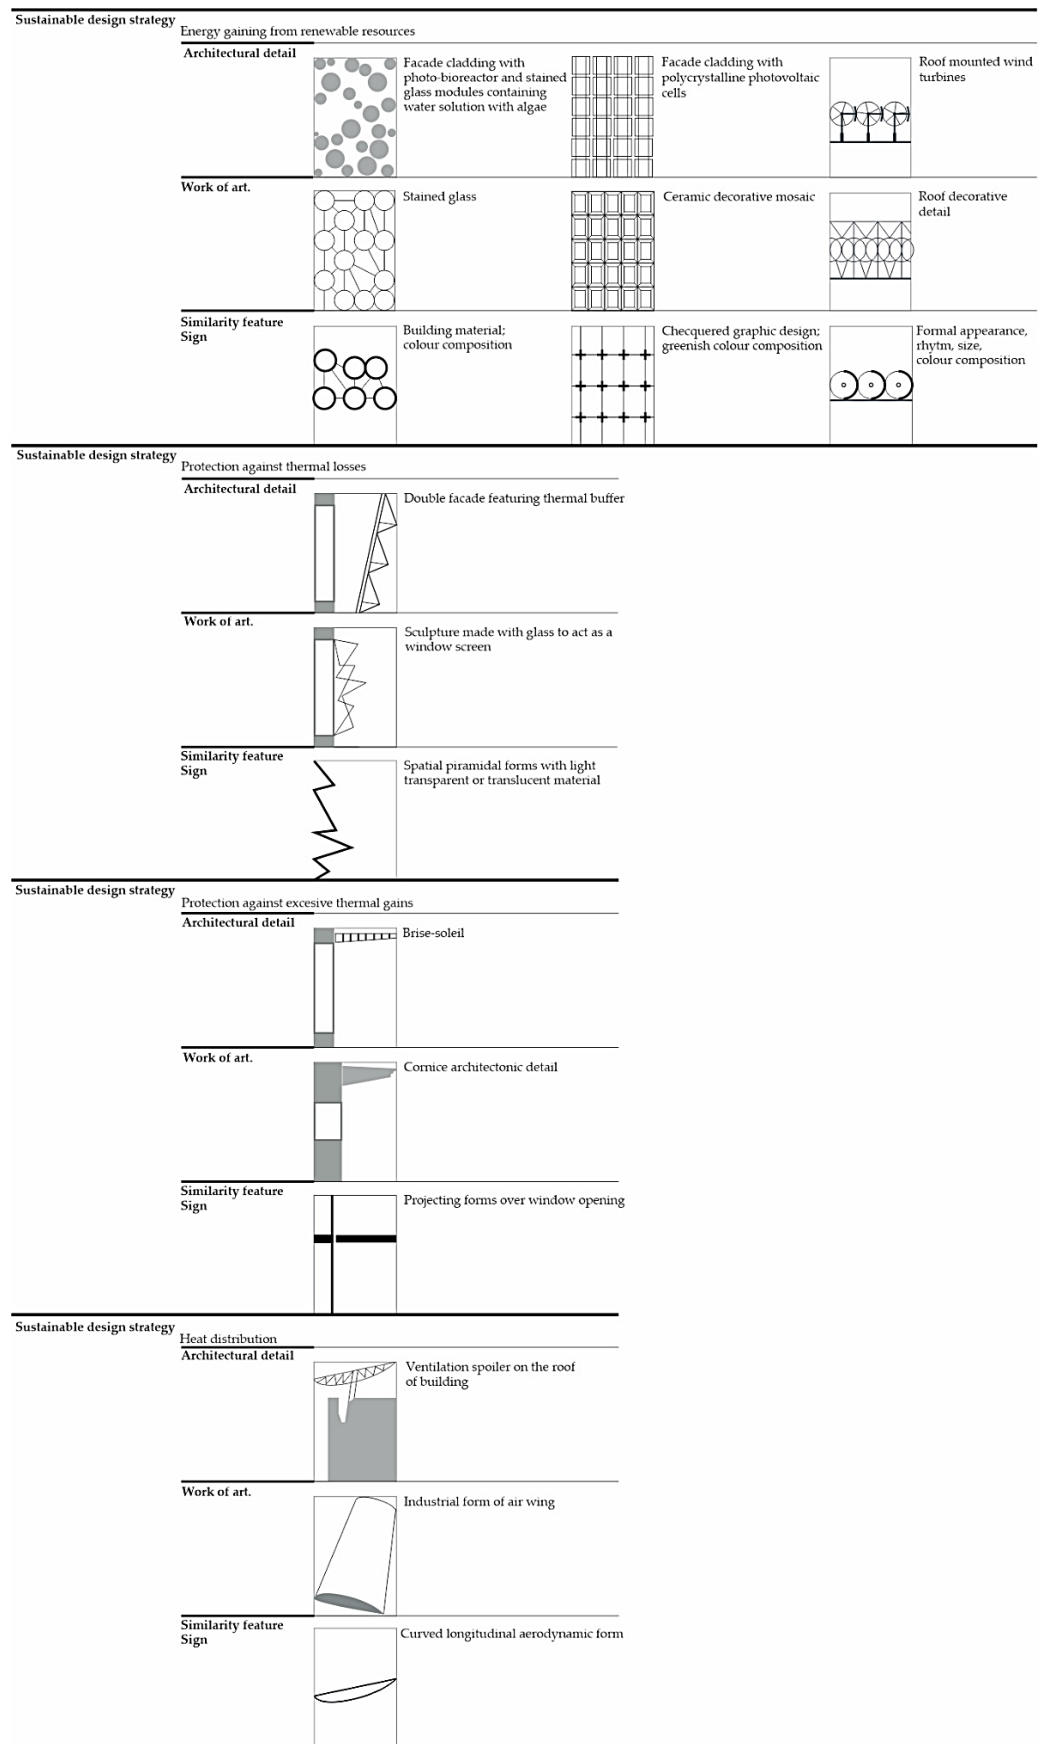 Sustainable design strategy
Energy gaining from renewable resources
Architectural detail
Facade cladding with
photo-bioreactor and stained
glass modules containing
water solution with algae
Facade cladding with
polycrystalline photovoltaic
cells
Roof mounted wind
turbines
Work of art.
Stained glass
Ceramic decorative mosaic
Roof decorative
detail
Similarity feature
Sign
Building material;
colour composition
Checquered graphic design;
greenish colour composition
Formal appearance,
rhytm, size,
colour composition
Sustainable design strategy
Protection against thermal losses
Architectural detail
Double facade featuring thermal buffer
Work of art.
Sculpture made with glass to act as a
window screen
Similarity feature
Sign
Spatial piramidal forms with light
transparent or translucent material
Sustainable design strategy
Protection against excesive thermal gains
Architectural detail
Brise-soleil
Work of art.
Cornice architectonic detail
Similarity feature
Sign
Projecting forms over window opening
Sustainable design strategy
Heat distribution
Architectural detail
Ventilation spoiler on the roof
of building
Work of art.
Industrial form of air wing
Similarity feature
Sign
Curved longitudinal aerodynamic form